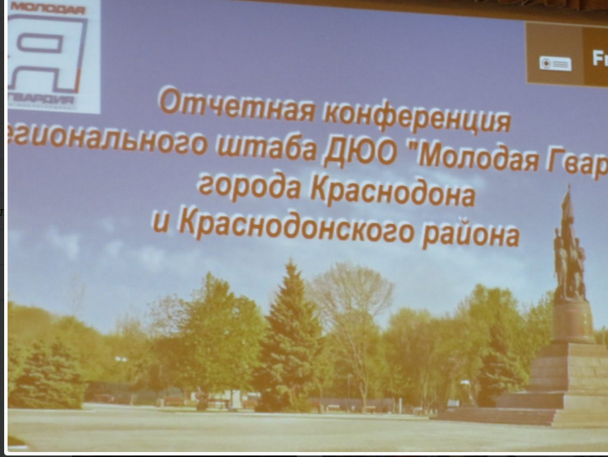 МОЛОДАЯ
Я
ГВАРДИЯ
Отчетная конференция
егионального штаба ДЮО "Молодая Гвар
города Краснодона
и Краснодонского района